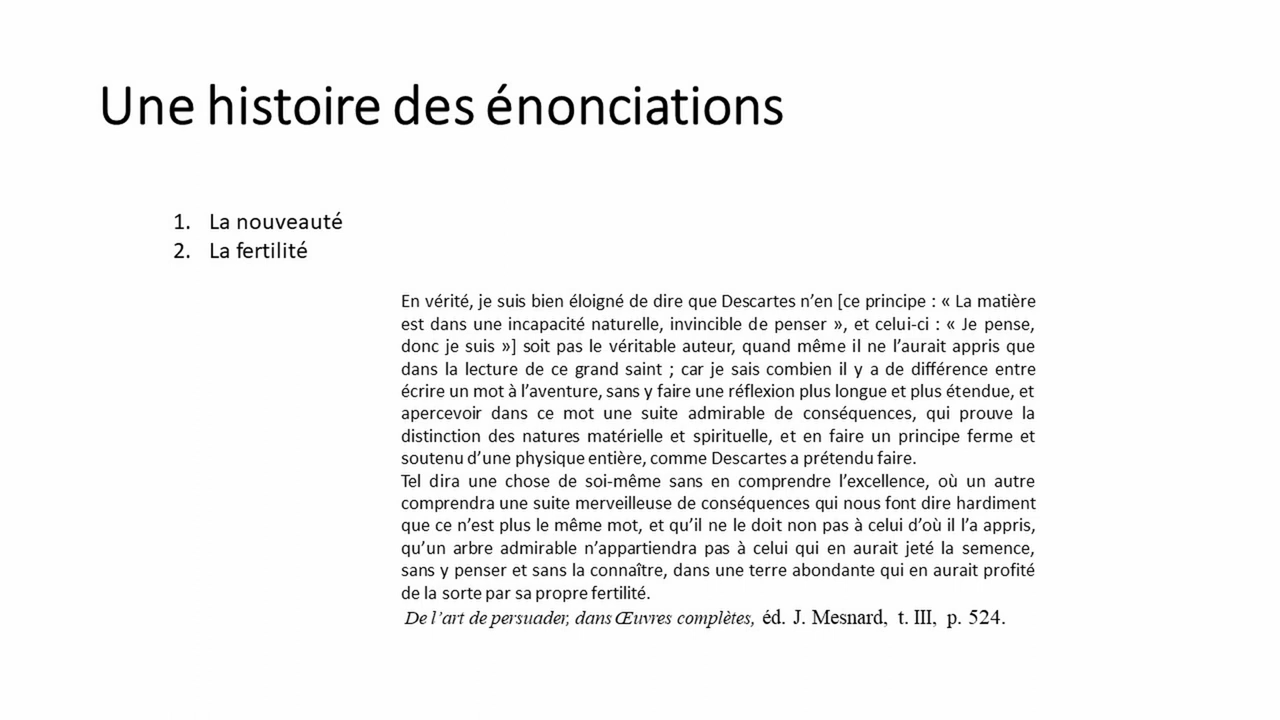 Une histoire des énonciations
1. La nouveauté
2. La fertilité
En vérité, je suis bien éloigné de dire que Descartes n’en [ce principe : « La matière
est dans une incapacité naturelle, invincible de penser », et celui-ci : « Je pense,
donc je suis »] soit pas le véritable auteur, quand même il ne l’aurait appris que
dans la lecture de ce grand saint ; car je sais combien il y a de différence entre
écrire un mot à l’aventure, sans y faire une réflexion plus longue et plus étendue, et
apercevoir dans ce mot une suite admirable de conséquences, qui prouve la
distinction des natures matérielle et spirituelle, et en faire un principe ferme et
soutenu d’une physique entière, comme Descartes a prétendu faire.
Tel dira une chose de soi-même sans en comprendre l’excellence, où un autre
comprendra une suite merveilleuse de conséquences qui nous font dire hardiment
que ce n’est plus le même mot, et qu’il ne le doit non pas à celui d’où il l’a appris,
qu’un arbre admirable n’appartiendra pas à celui qui en aurait jeté la semence,
sans y penser et sans la connaître, dans une terre abondante qui en aurait profité
de la sorte par sa propre fertilité.
De l’art de persuader, dans Œuvres complètes, éd. J. Mesnard, t. III, p. 524.